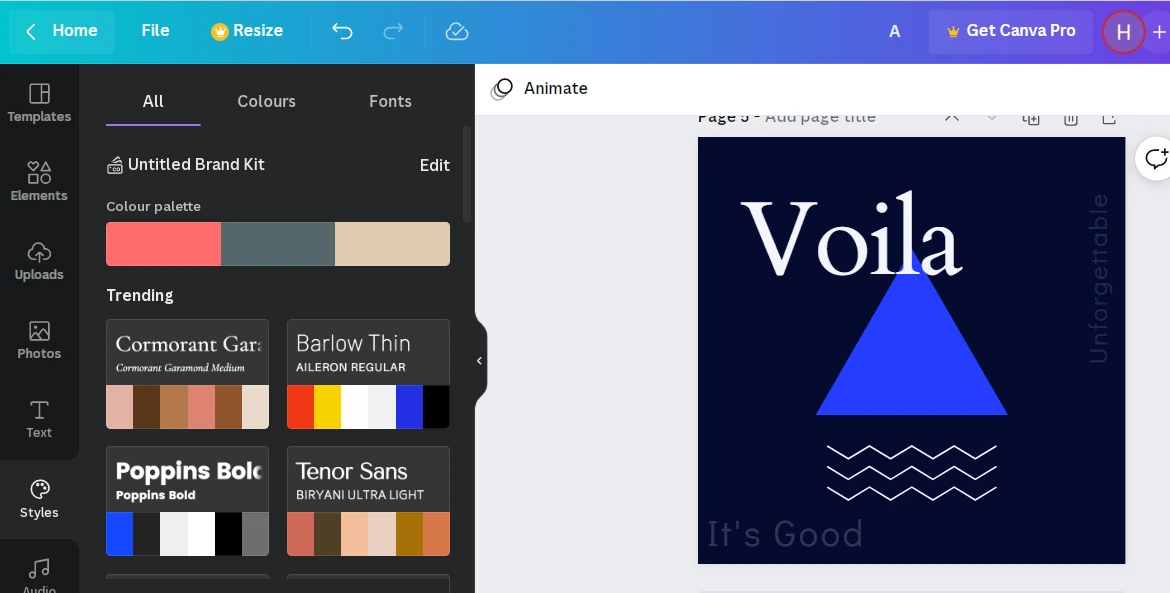 Home File Resize A Get Canva Pro H +
Templates
Elements
Uploads
Photos
Text
Styles
Audio
All Colours Fonts
Untitled Brand Kit Edit
Colour palette
Trending
Cormorant Gara
Cormorant Garamond Medium
Barlow Thin
AILERON REGULAR
Poppins Bold
Poppins Bold
Tenor Sans
BIRYANI ULTRA LIGHT
Animate
Page 5 - Add page title
Voila
Unforgettable
It's Good